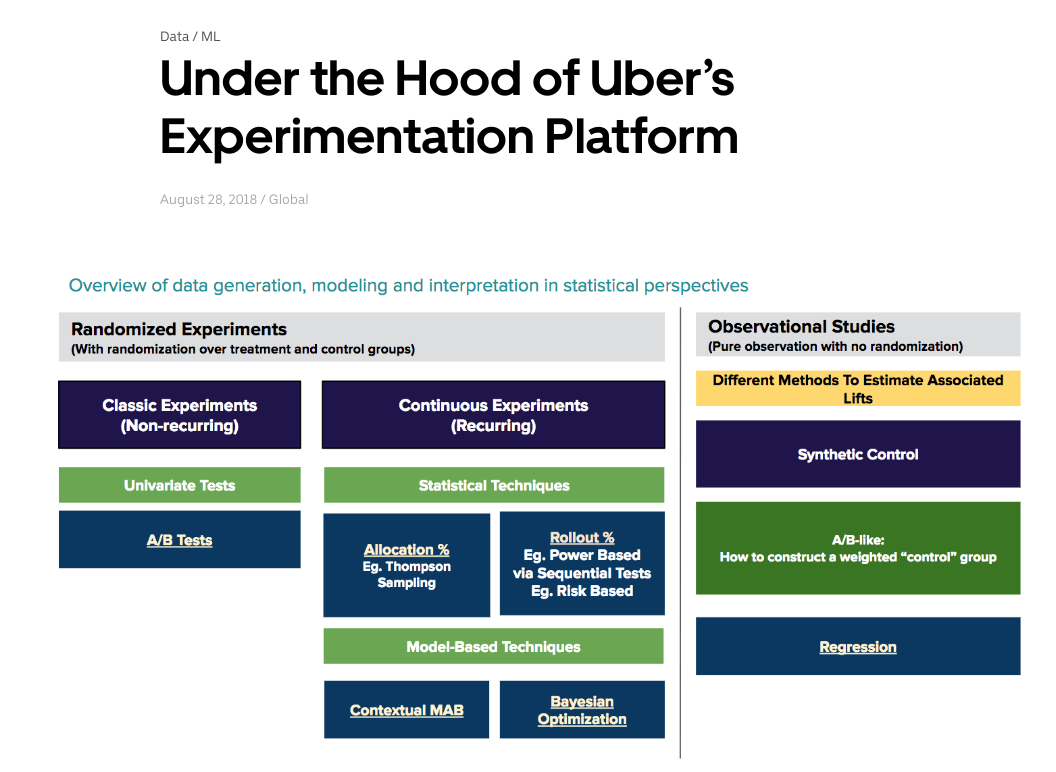 Data / ML
Under the Hood of Uber’s
Experimentation Platform
August 28, 2018 / Global
Overview of data generation, modeling and interpretation in statistical perspectives
Randomized Experiments
(With randomization over treatment and control groups)
Classic Experiments
(Non-recurring)
Continuous Experiments
(Recurring)
Univariate Tests
Statistical Techniques
A/B Tests
Allocation %
Eg. Thompson
Sampling
Rollout %
Eg. Power Based
via Sequential Tests
Eg. Risk Based
Model-Based Techniques
Contextual MAB
Bayesian
Optimization
Observational Studies
(Pure observation with no randomization)
Different Methods To Estimate Associated
Lifts
Synthetic Control
A/B-like:
How to construct a weighted “control” group
Regression